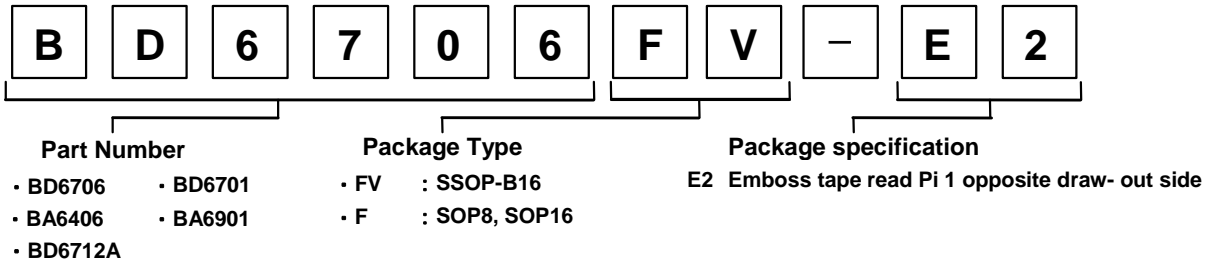 B D 6 7 0 6 F V − E 2
Part Number Package Type Package specification
・BD6706 ・BD6701 ・FV : SSOP-B16 E2 Emboss tape read Pi 1 opposite draw- out side
・BA6406 ・BA6901 ・F : SOP8, SOP16
・BD6712A